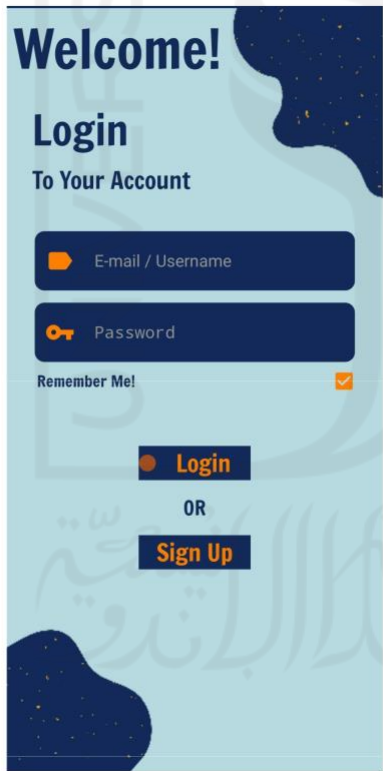 Welcome!
Login
To Your Account
E-mail / Username
Password
Remember Me!
Login
OR
Sign Up